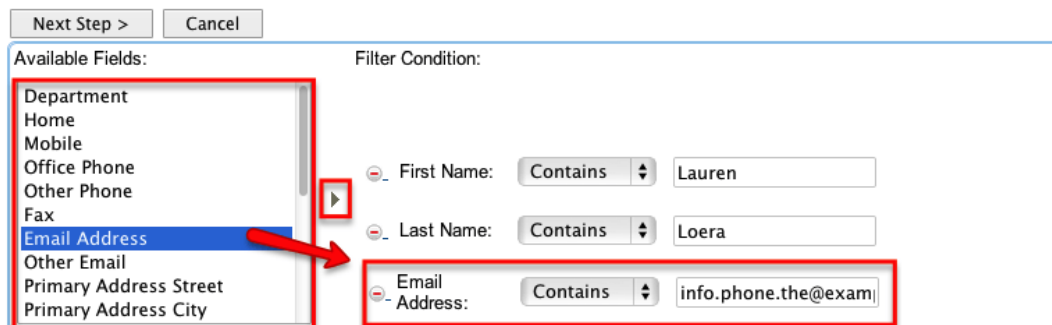 Next Step > Cancel
Available Fields: Filter Condition:
Department
Home
Mobile
Office Phone
Other Phone
Fax
Email Address
Other Email
Primary Address Street
Primary Address City
First Name: Contains Lauren
Last Name: Contains Loera
Email
Address: Contains info.phone.the@exam